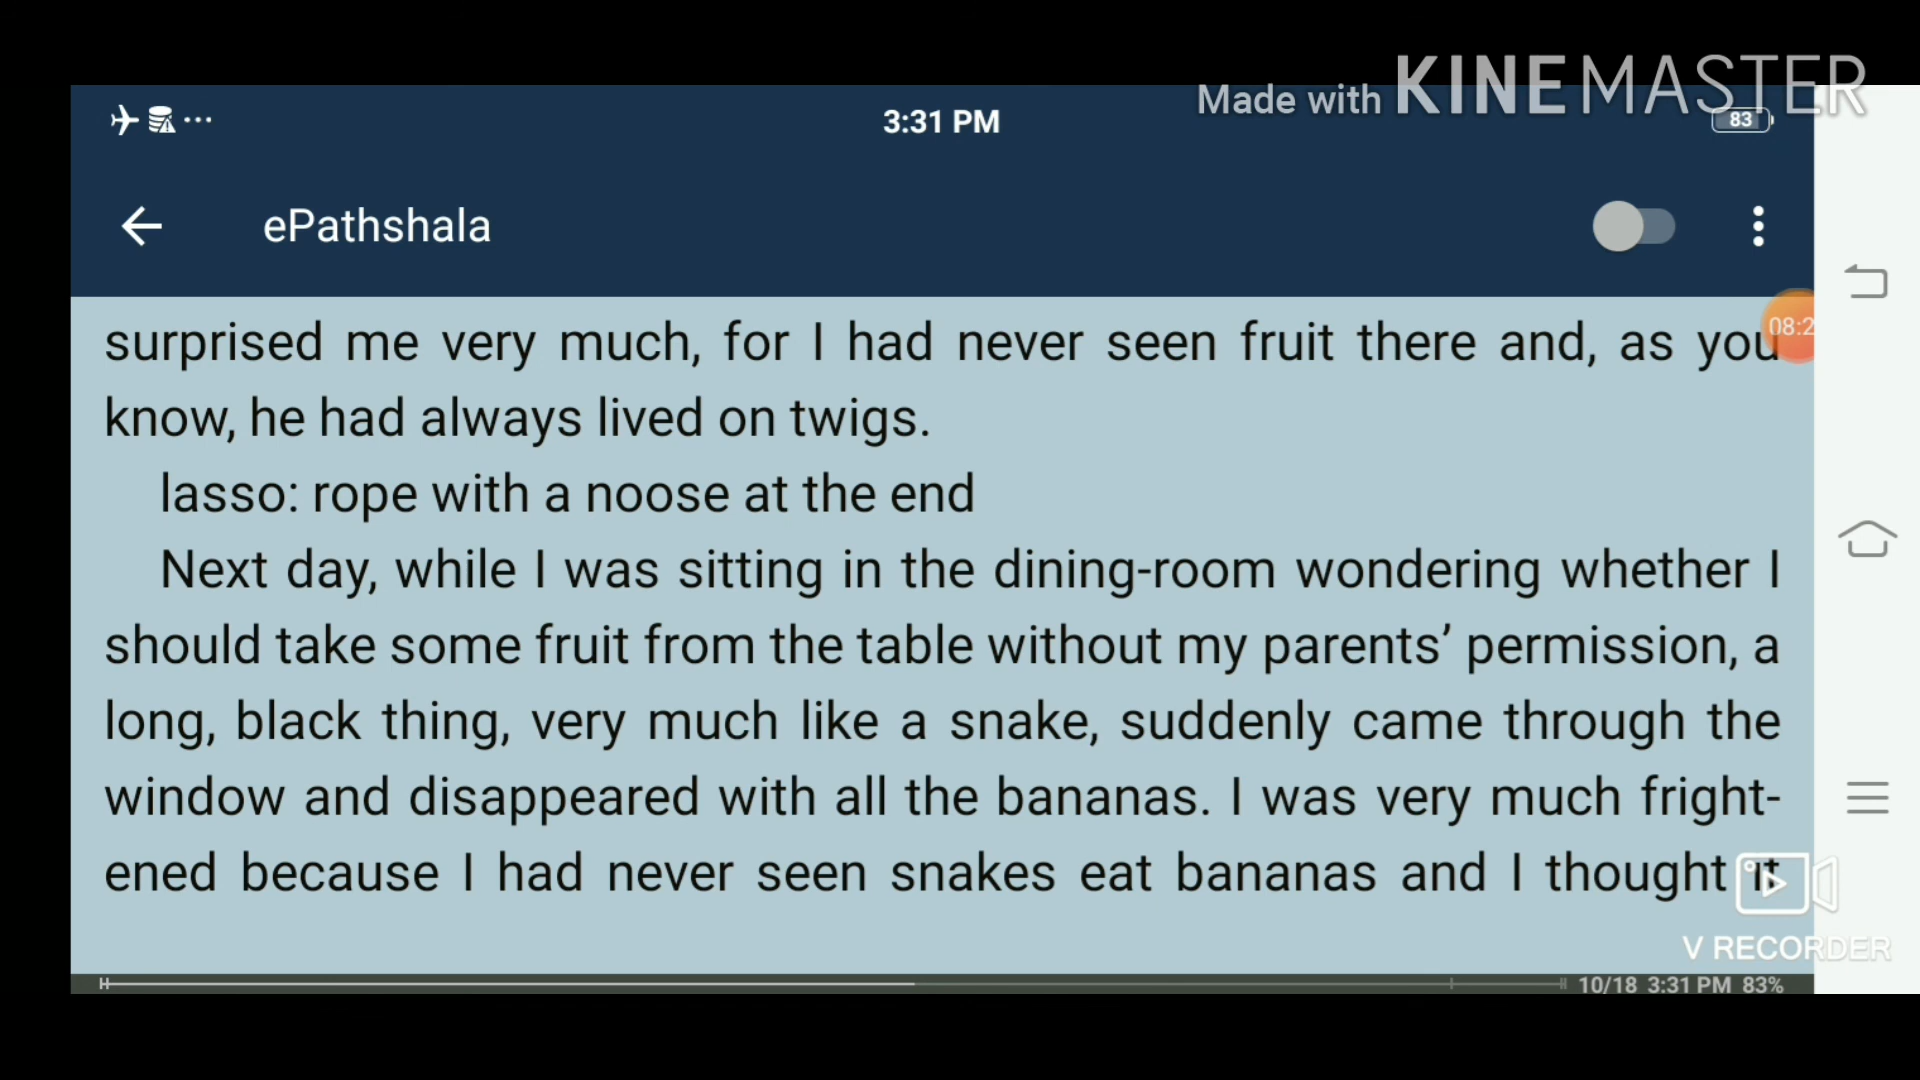 Made with KINEMASTER
3:31 PM
83
ePathshala
08:2
surprised me very much, for I had never seen fruit there and, as you
know, he had always lived on twigs.
lasso: rope with a noose at the end
Next day, while I was sitting in the dining-room wondering whether I
should take some fruit from the table without my parents’ permission, a
long, black thing, very much like a snake, suddenly came through the
window and disappeared with all the bananas. I was very much fright-
ened because I had never seen snakes eat bananas and I thought it
V RECORDER
10/18 3:31 PM 83%